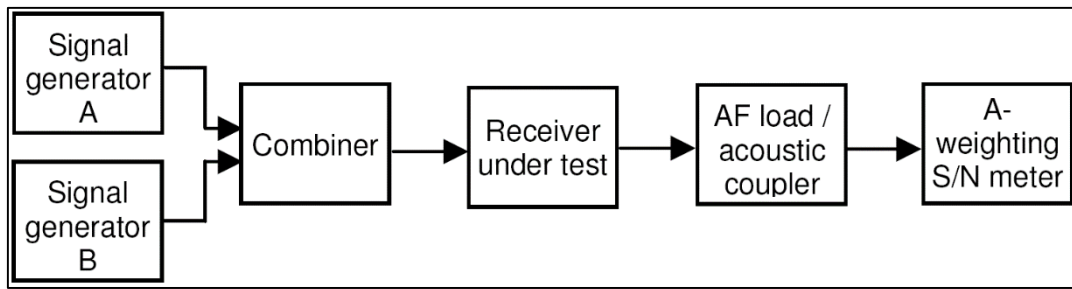 Signal
generator
A
Signal
generator
B
Combiner
Receiver
under test
AF load /
acoustic
coupler
A-
weighting
S/N meter